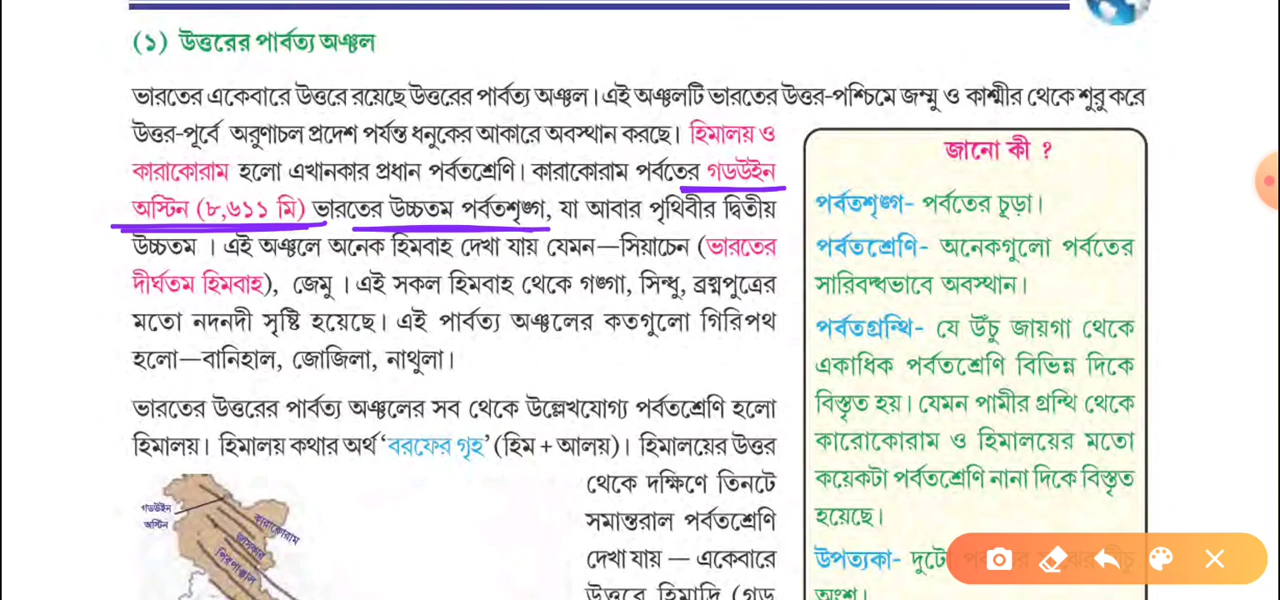 (১) উত্তরের পার্বত্য অঞ্চল
ভারতের একেবারে উত্তরে রয়েছে উত্তরের পার্বত্য অঞ্চল। এই অঞ্চলটি ভারতের উত্তর-পশ্চিমে জম্মু ও কাশ্মীর থেকে শুরু করে
উত্তর-পূর্বে অরুণাচল প্রদেশ পর্যন্ত ধনুকের আকারে অবস্থান করছে। হিমালয় ও
কারাকোরাম হলো এখানকার প্রধান পর্বতশ্রেণি। কারাকোরাম পর্বতের গডউইন
অস্টিন (৮,৬১১ মি) ভারতের উচ্চতম পর্বতশৃঙ্গ, যা আবার পৃথিবীর দ্বিতীয়
উচ্চতম । এই অঞ্চলে অনেক হিমবাহ দেখা যায় যেমন—সিয়াচেন (ভারতের
দীর্ঘতম হিমবাহ), জেমু । এই সকল হিমবাহ থেকে গঙ্গা, সিন্ধু, ব্রহ্মপুত্রের
মতো নদনদী সৃষ্টি হয়েছে। এই পার্বত্য অঞ্চলের কতগুলো গিরিপথ
হলো—বানিহাল, জোজিলা, নাথুলা।
ভারতের উত্তরের পার্বত্য অঞ্চলের সব থেকে উল্লেখযোগ্য পর্বতশ্রেণি হলো
হিমালয়। হিমালয় কথার অর্থ ‘বরফের গৃহ’ (হিম + আলয়)। হিমালয়ের উত্তর
থেকে দক্ষিণে তিনটে
সমান্তরাল পর্বতশ্রেণি
দেখা যায় — একেবারে
উত্তরে হিমাদ্রি (গড়
গডউইন
অস্টিন
কারাকোরাম
জাসকার
পিরপাঞ্জাল
জানো কী ?
পর্বতশৃঙ্গ- পর্বতের চূড়া।
পর্বতশ্রেণি- অনেকগুলো পর্বতের
সারিবদ্ধভাবে অবস্থান।
পর্বতগ্রন্থি- যে উঁচু জায়গা থেকে
একাধিক পর্বতশ্রেণি বিভিন্ন দিকে
বিস্তৃত হয়। যেমন পামীর গ্রন্থি থেকে
কারোকোরাম ও হিমালয়ের মতো
কয়েকটা পর্বতশ্রেণি নানা দিকে বিস্তৃত
হয়েছে।
উপত্যকা- দুটো
অংশ।